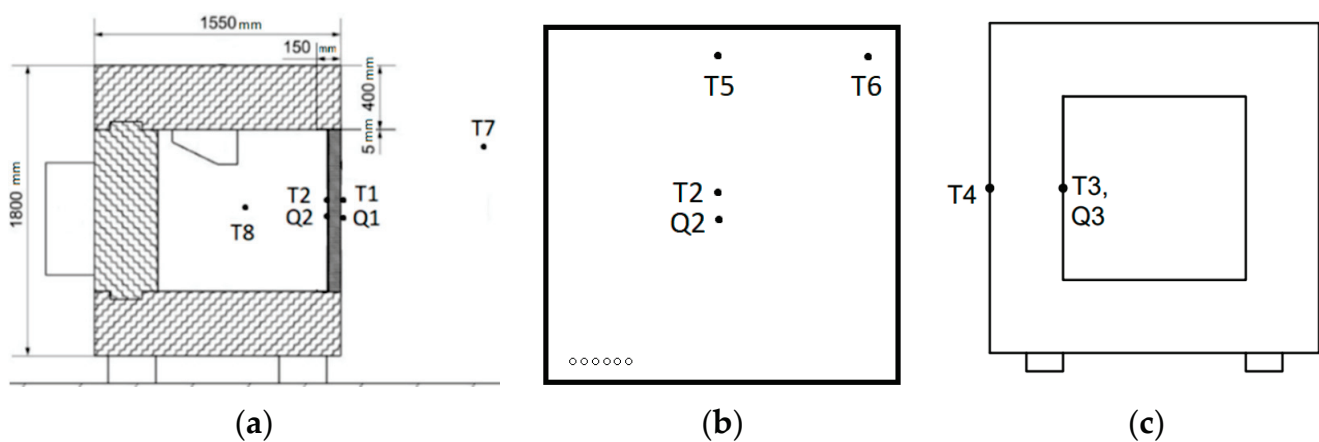 1550 mm
150 mm
1800 mm
400 mm
5 mm
T7
T2 T1
Q2 Q1
T8
T5 T6
T2
Q2
T4
T3,
Q3
(a) (b) (c)